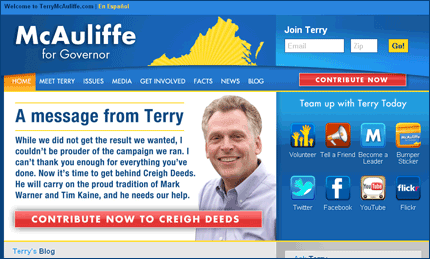 Welcome to TerryMcAuliffe.com | En Español
McAuliffe
for Governor
Join Terry
Email
Zip
Go!
HOME MEET TERRY ISSUES MEDIA GET INVOLVED FACTS NEWS BLOG
CONTRIBUTE NOW
A message from Terry
While we did not get the result we wanted, I
couldn't be prouder of the campaign we ran. I
can't thank you enough for everything you've
done. Now it's time to get behind Creigh Deeds.
He will carry on the proud tradition of Mark
Warner and Tim Kaine, and he needs our help.
CONTRIBUTE NOW TO CREIGH DEEDS
Team up with Terry Today
M
Volunteer Tell a Friend Become a Leader Bumper Sticker
You Tube flickr
Twitter Facebook YouTube Flickr
Terry's Blog
Join Terry